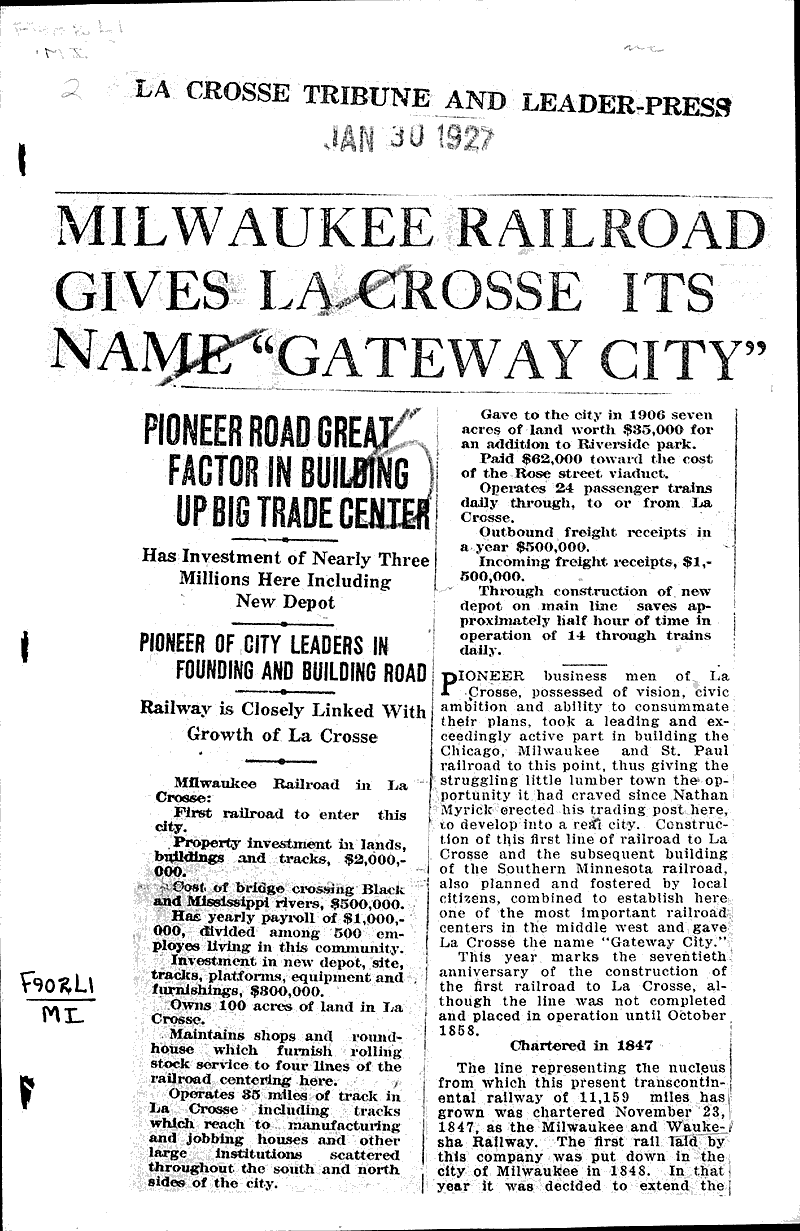 F902L1
MI
2
LA CROSSE TRIBUNE AND LEADER-PRESS
JAN 30 1927
MILWAUKEE RAILROAD
GIVES LA CROSSE ITS
NAME "GATEWAY CITY"
PIONEER ROAD GREAT
FACTOR IN BUILDING
UP BIG TRADE CENTER
Has Investment of Nearly Three
Millions Here Including
New Depot
PIONEER OF CITY LEADERS IN
FOUNDING AND BUILDING ROAD
Railway is Closely Linked With
Growth of La Crosse
Milwaukee Railroad in La
Crosse:
First railroad to enter this
city.
Property investment in lands,
buildings and tracks, $2,000,-
000.
Cost of bridge crossing Black
and Mississippi rivers, $500,000.
Has yearly payroll of $1,000,-
000, divided among 500 em-
ployes living in this community.
Investment in new depot, site,
tracks, platforms, equipment and
furnishings, $300,000.
Owns 100 acres of land in La
Crosse.
Maintains shops and round-
house which furnish rolling
stock service to four lines of the
railroad centering here.
Operates 35 miles of track in
La Crosse including tracks
which reach to manufacturing
and jobbing houses and other
large institutions scattered
throughout the south and north
sides of the city.
F902L1
MI
Gave to the city in 1906 seven
acres of land worth $35,000 for
an addition to Riverside park.
Paid $62,000 toward the cost
of the Rose street viaduct.
Operates 24 passenger trains
daily through, to or from La
Crosse.
Outbound freight receipts in
a year $500,000.
Incoming freight receipts, $1,-
500,000.
Through construction of new
depot on main line saves ap-
proximately half hour of time in
operation of 14 through trains
daily.
PIONEER business men of La
Crosse, possessed of vision, civic
ambition and ability to consummate
their plans, took a leading and ex-
ceedingly active part in building the
Chicago, Milwaukee and St. Paul
railroad to this point, thus giving the
struggling little lumber town the op-
portunity it had craved since Nathan
Myrick erected his trading post here,
to develop into a real city. Construc-
tion of this first line of railroad to La
Crosse and the subsequent building
of the Southern Minnesota railroad,
also planned and fostered by local
citizens, combined to establish here
one of the most important railroad
centers in the middle west and gave
La Crosse the name "Gateway City."
This year marks the seventieth
anniversary of the construction of
the first railroad to La Crosse, al-
though the line was not completed
and placed in operation until October
1858.
Chartered in 1847
The line representing the nucleus
from which this present transcontin-
ental railway of 11,159 miles has
grown was chartered November 23,
1847, as the Milwaukee and Wauke-
sha Railway. The first rail laid by
this company was put down in the
city of Milwaukee in 1848. In that
year it was decided to extend the